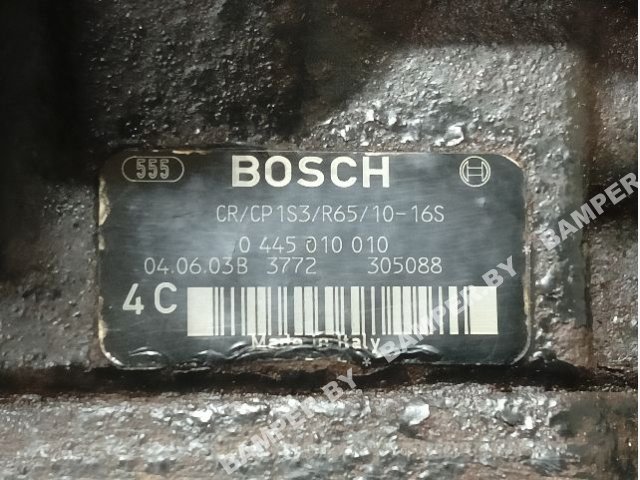 555 BOSCH
CR/CP1S3/R65/10-16S
0 445 010 010
04.06.03B 3772 305088
4C
Made in Italy
BAMPER.BY BAMPER.BY BAMPER.BY BAMPER